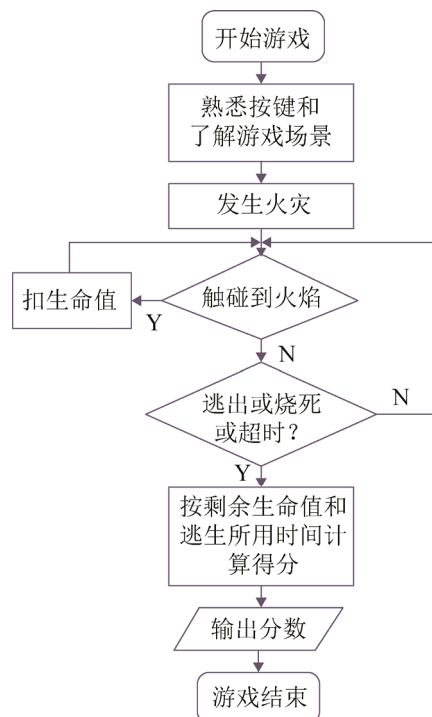 开始游戏
熟悉按键和
了解游戏场景
发生火灾
扣生命值
触碰到火焰
Y
N
逃出或烧死
或超时？
N
Y
按剩余生命值和
逃生所用时间计
算得分
输出分数
游戏结束